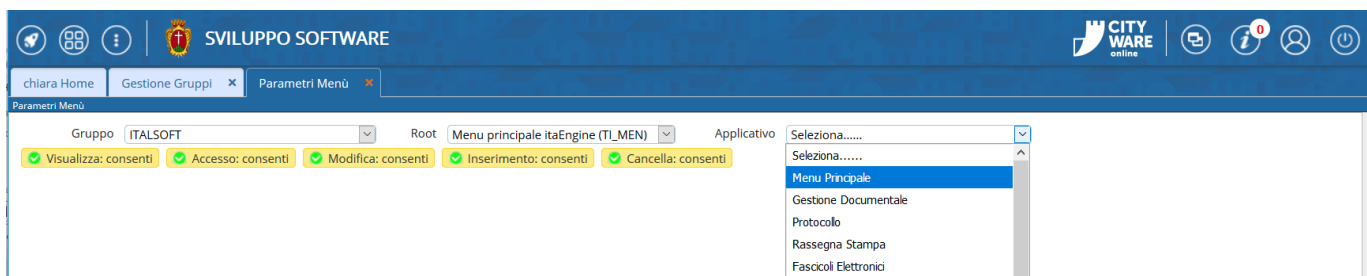 SVILUPPO SOFTWARE
CITY
WARE
online
0
chiara Home
Gestione Gruppi
Parametri Menù
Parametri Menù
Gruppo ITALSOFT Root Menu principale itaEngine (TI_MEN) Applicativo Seleziona......
Visualizza: consenti Accesso: consenti Modifica: consenti Inserimento: consenti Cancella: consenti
Seleziona......
Menu Principale
Gestione Documentale
Protocollo
Rassegna Stampa
Fascicoli Elettronici